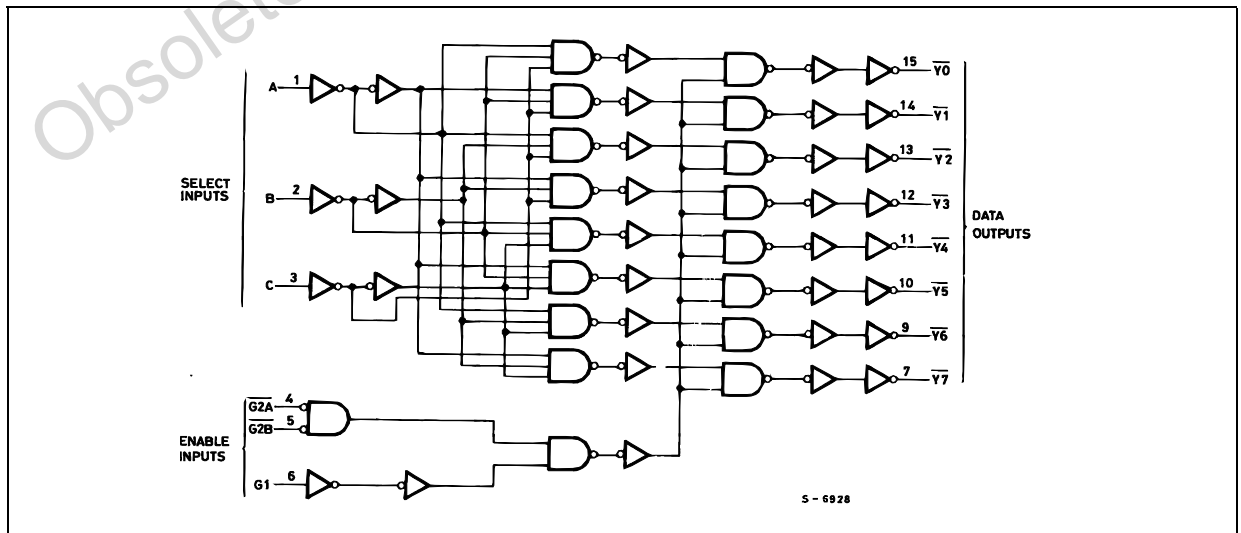 Obsolete
A 1
B 2
C 3
SELECT
INPUTS
G2A 4
G2B 5
G1 6
ENABLE
INPUTS
15 Y0
14 Y1
13 Y2
12 Y3
11 Y4
10 Y5
9 Y6
7 Y7
DATA
OUTPUTS
S - 6928